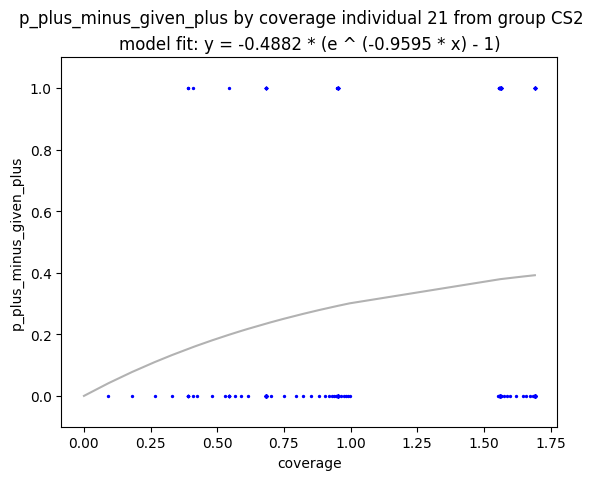 p_plus_minus_given_plus by coverage individual 21 from group CS2
model fit: y = -0.4882 * (e ^ (-0.9595 * x) - 1)
1.0
0.8
0.6
0.4
0.2
0.0
p_plus_minus_given_plus
0.00 0.25 0.50 0.75 1.00 1.25 1.50 1.75
coverage